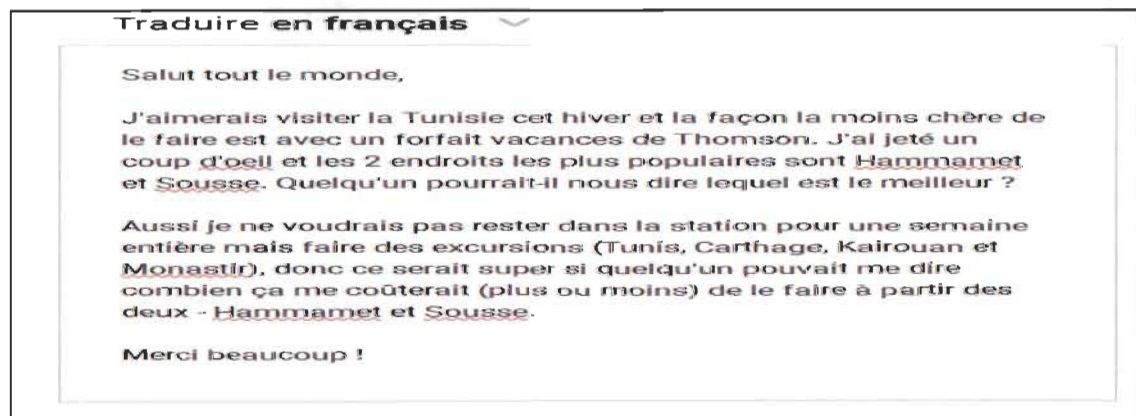 Traduire en français
Salut tout le monde,
J'aimerais visiter la Tunisie cet hiver et la façon la moins chère de
le faire est avec un forfait vacances de Thomson. J'ai jeté un
coup d'oeil et les 2 endroits les plus populaires sont Hammamet
et Sousse. Quelqu'un pourrait-il nous dire lequel est le meilleur ?
Aussi je ne voudrais pas rester dans la station pour une semaine
entière mais faire des excursions (Tunis, Carthage, Kairouan et
Monastir), donc ce serait super si quelqu'un pouvait me dire
combien ça me coûterait (plus ou moins) de le faire à partir des
deux - Hammamet et Sousse.
Merci beaucoup !